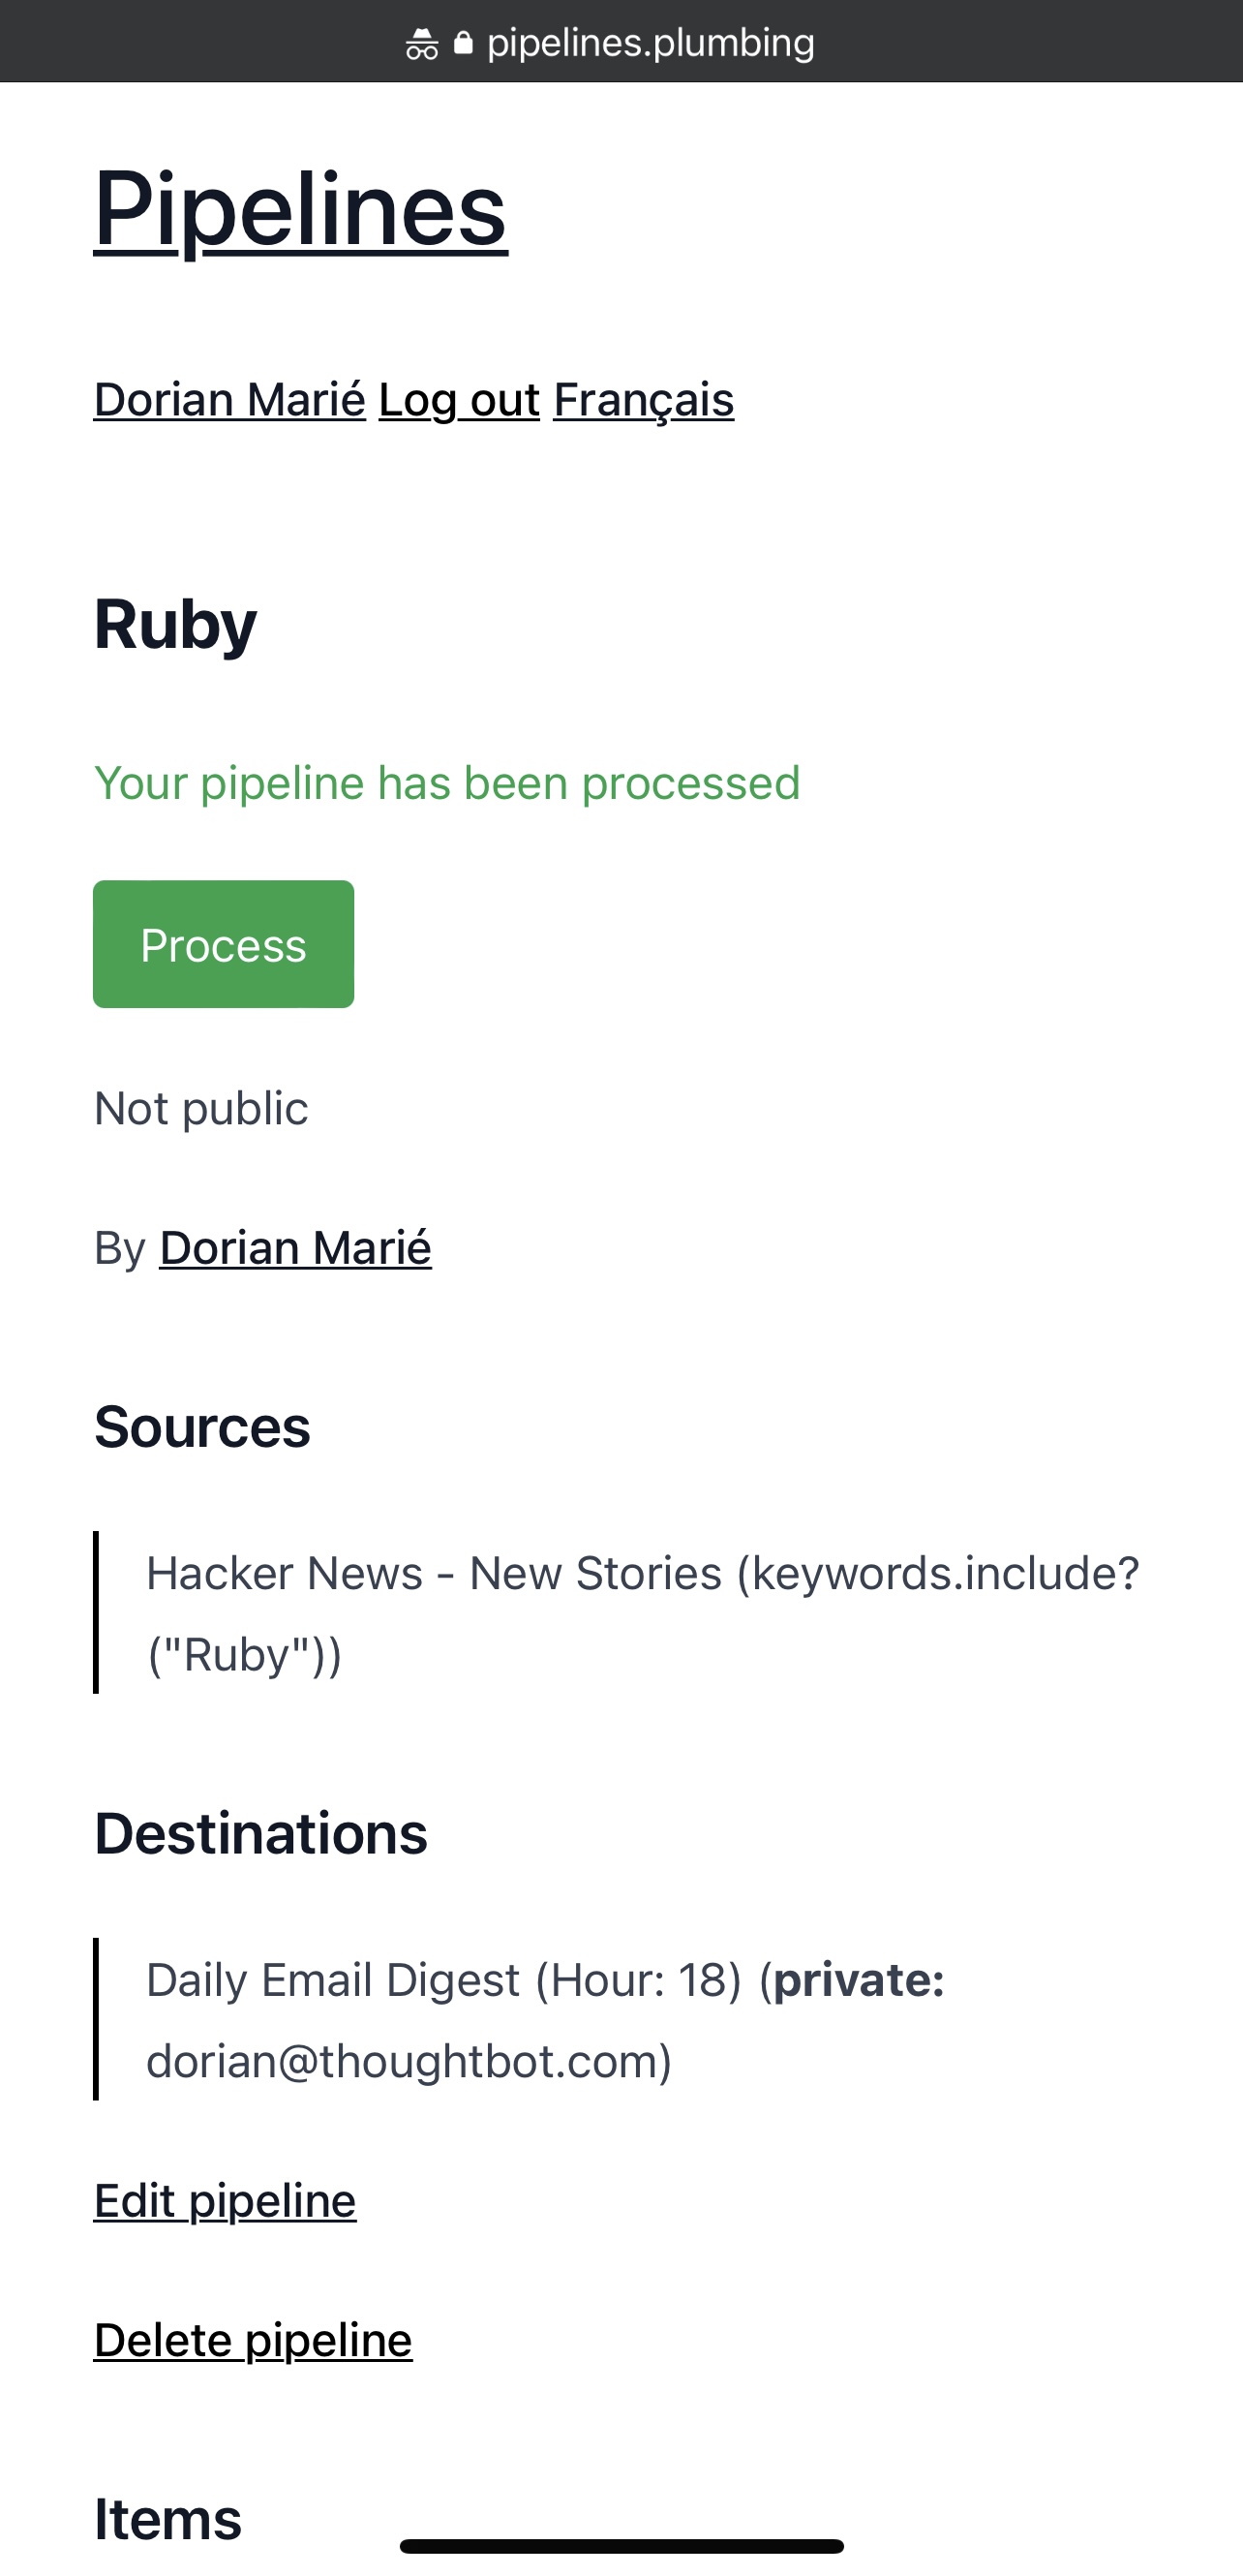 pipelines.plumbing
Pipelines
Dorian Marié Log out Français
Ruby
Your pipeline has been processed
Process
Not public
By Dorian Marié
Sources
Hacker News - New Stories (keywords.include?
("Ruby"))
Destinations
Daily Email Digest (Hour: 18) (private:
dorian@thoughtbot.com)
Edit pipeline
Delete pipeline
Items